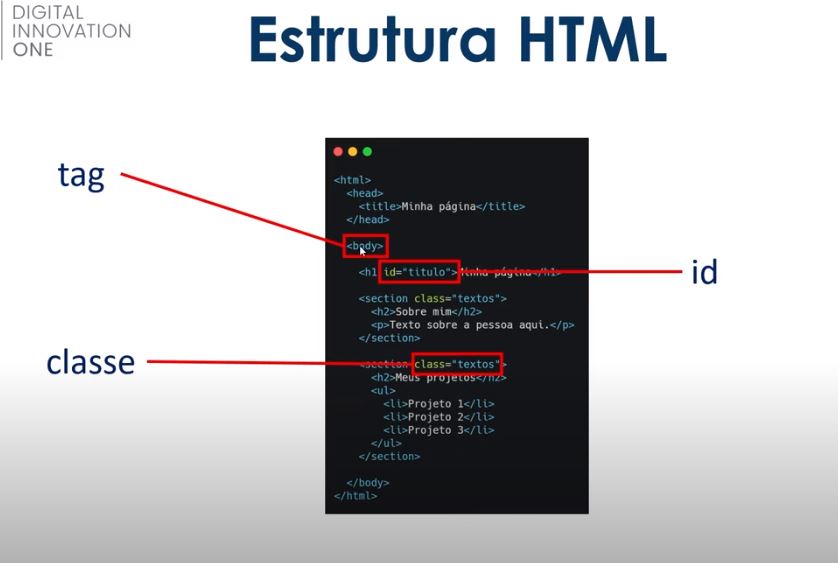 DIGITAL
INNOVATION
ONE
Estrutura HTML
tag
<html>
<head>
<title>Minha página</title>
</head>
<body>
<h1 id="titulo">Minha página</h1>
id
<section class="textos">
<h2>Sobre mim</h2>
<p>Texto sobre a pessoa aqui.</p>
</section>
classe
<section class="textos">
<h2>Meus projetos</h2>
<ul>
<li>Projeto 1</li>
<li>Projeto 2</li>
<li>Projeto 3</li>
</ul>
</section>
</body>
</html>